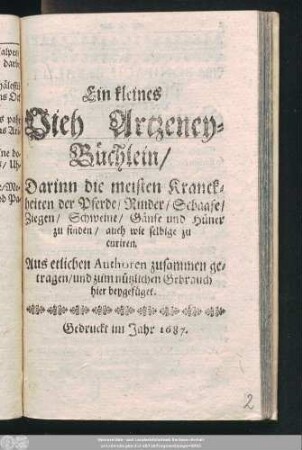 Ein kleines
Vieh Artzeney-
Büchlein/
Darinn die meisten Kranck-
heiten der Pferde/ Rinder/ Schaafe/
Ziegen/ Schweine/ Gänse und Hüner
zu finden/ auch wie selbige zu
curiren.
Aus etlichen Authoren zusammen ge-
tragen/ und zum nützlichen Gebrauch
hier beygefüget.
Gedruckt im Jahr 1687.
2